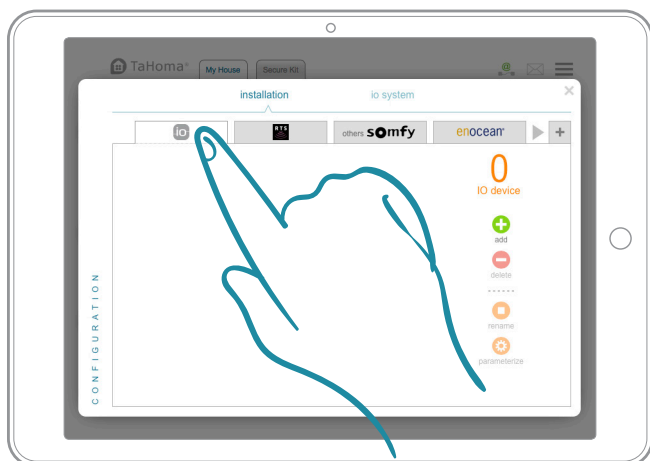 TaHoma®
My House
Secure Kit
@
installation
io system
×
io
RTS
others somfy
enocean®
+
0
IO device
add
delete
rename
parameterize
CONFIGURATION